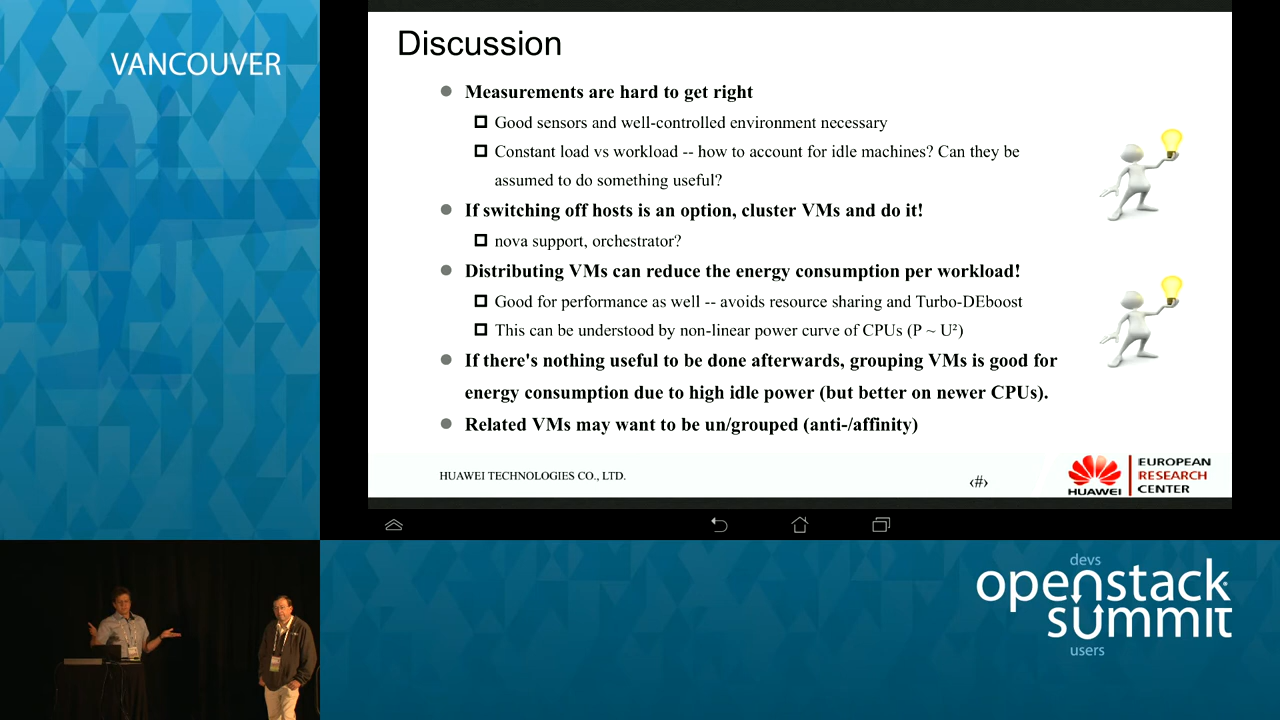 VANCOUVER
Discussion
Measurements are hard to get right
Good sensors and well-controlled environment necessary
Constant load vs workload -- how to account for idle machines? Can they be
assumed to do something useful?
If switching off hosts is an option, cluster VMs and do it!
nova support, orchestrator?
Distributing VMs can reduce the energy consumption per workload!
Good for performance as well -- avoids resource sharing and Turbo-DEboost
This can be understood by non-linear power curve of CPUs (P ~ U²)
If there's nothing useful to be done afterwards, grouping VMs is good for
energy consumption due to high idle power (but better on newer CPUs).
Related VMs may want to be un/grouped (anti-/affinity)
HUAWEI TECHNOLOGIES CO., LTD.
‹#›
HUAWEI
EUROPEAN
RESEARCH
CENTER
devs
openstack
summit
users